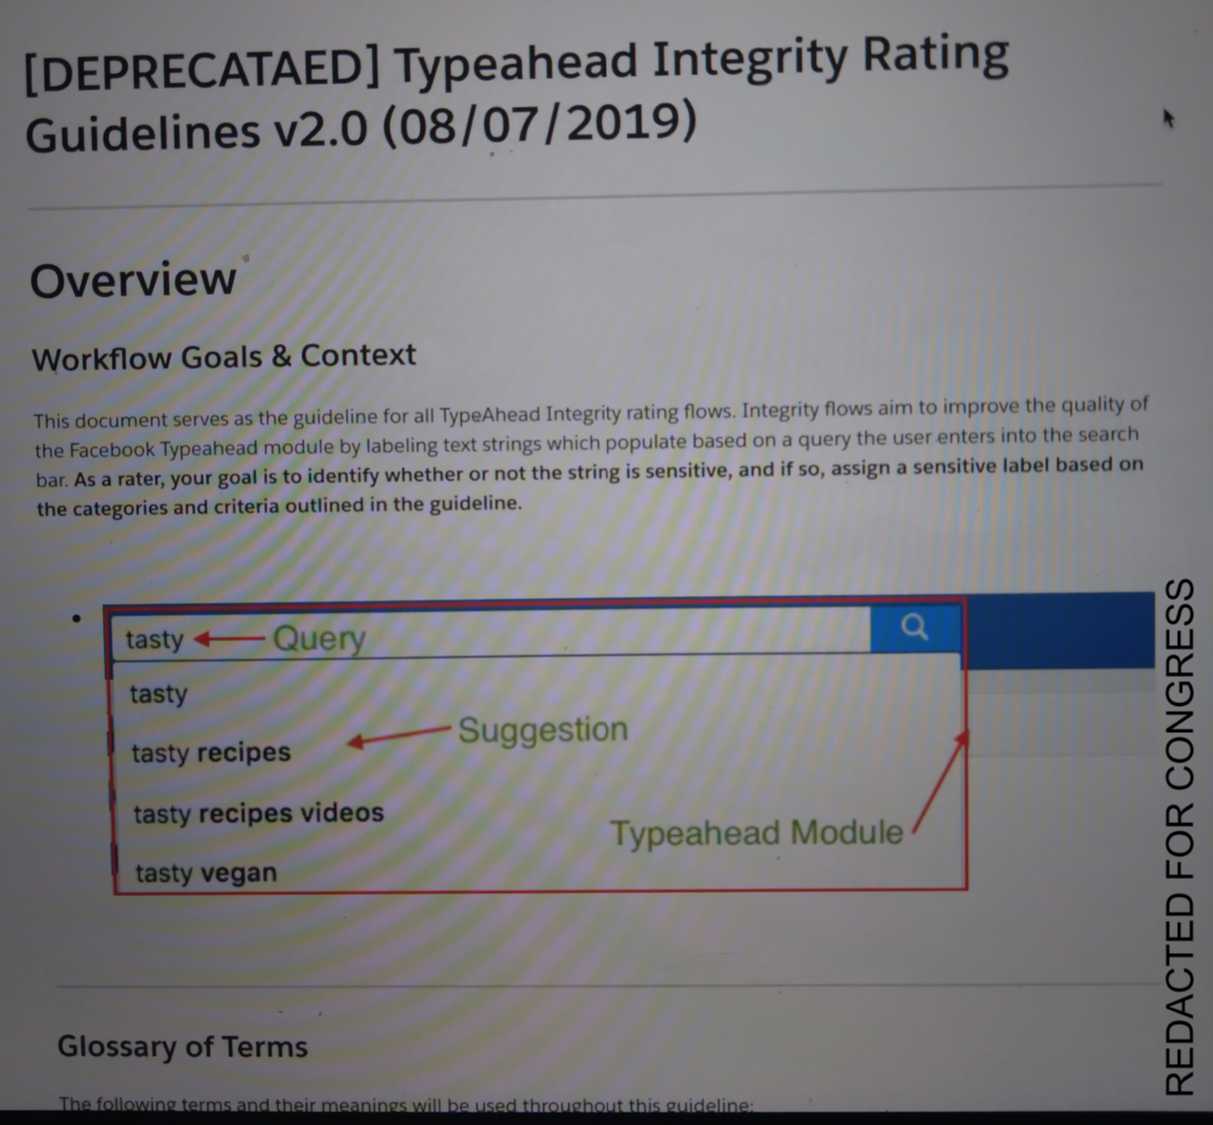 [DEPRECATAED] Typeahead Integrity Rating
Guidelines v2.0 (08/07/2019)
Overview
Workflow Goals & Context
This document serves as the guideline for all TypeAhead Integrity rating flows. Integrity flows aim to improve the quality of
the Facebook Typeahead module by labeling text strings which populate based on a query the user enters into the search
bar. As a rater, your goal is to identify whether or not the string is sensitive, and if so, assign a sensitive label based on
the categories and criteria outlined in the guideline.
tasty Query
tasty
Suggestion
tasty recipes
tasty recipes videos
Typeahead Module
tasty vegan
Glossary of Terms
The following terms and their meanings will be used throughout this guideline:
REDACTED FOR CONGRESS